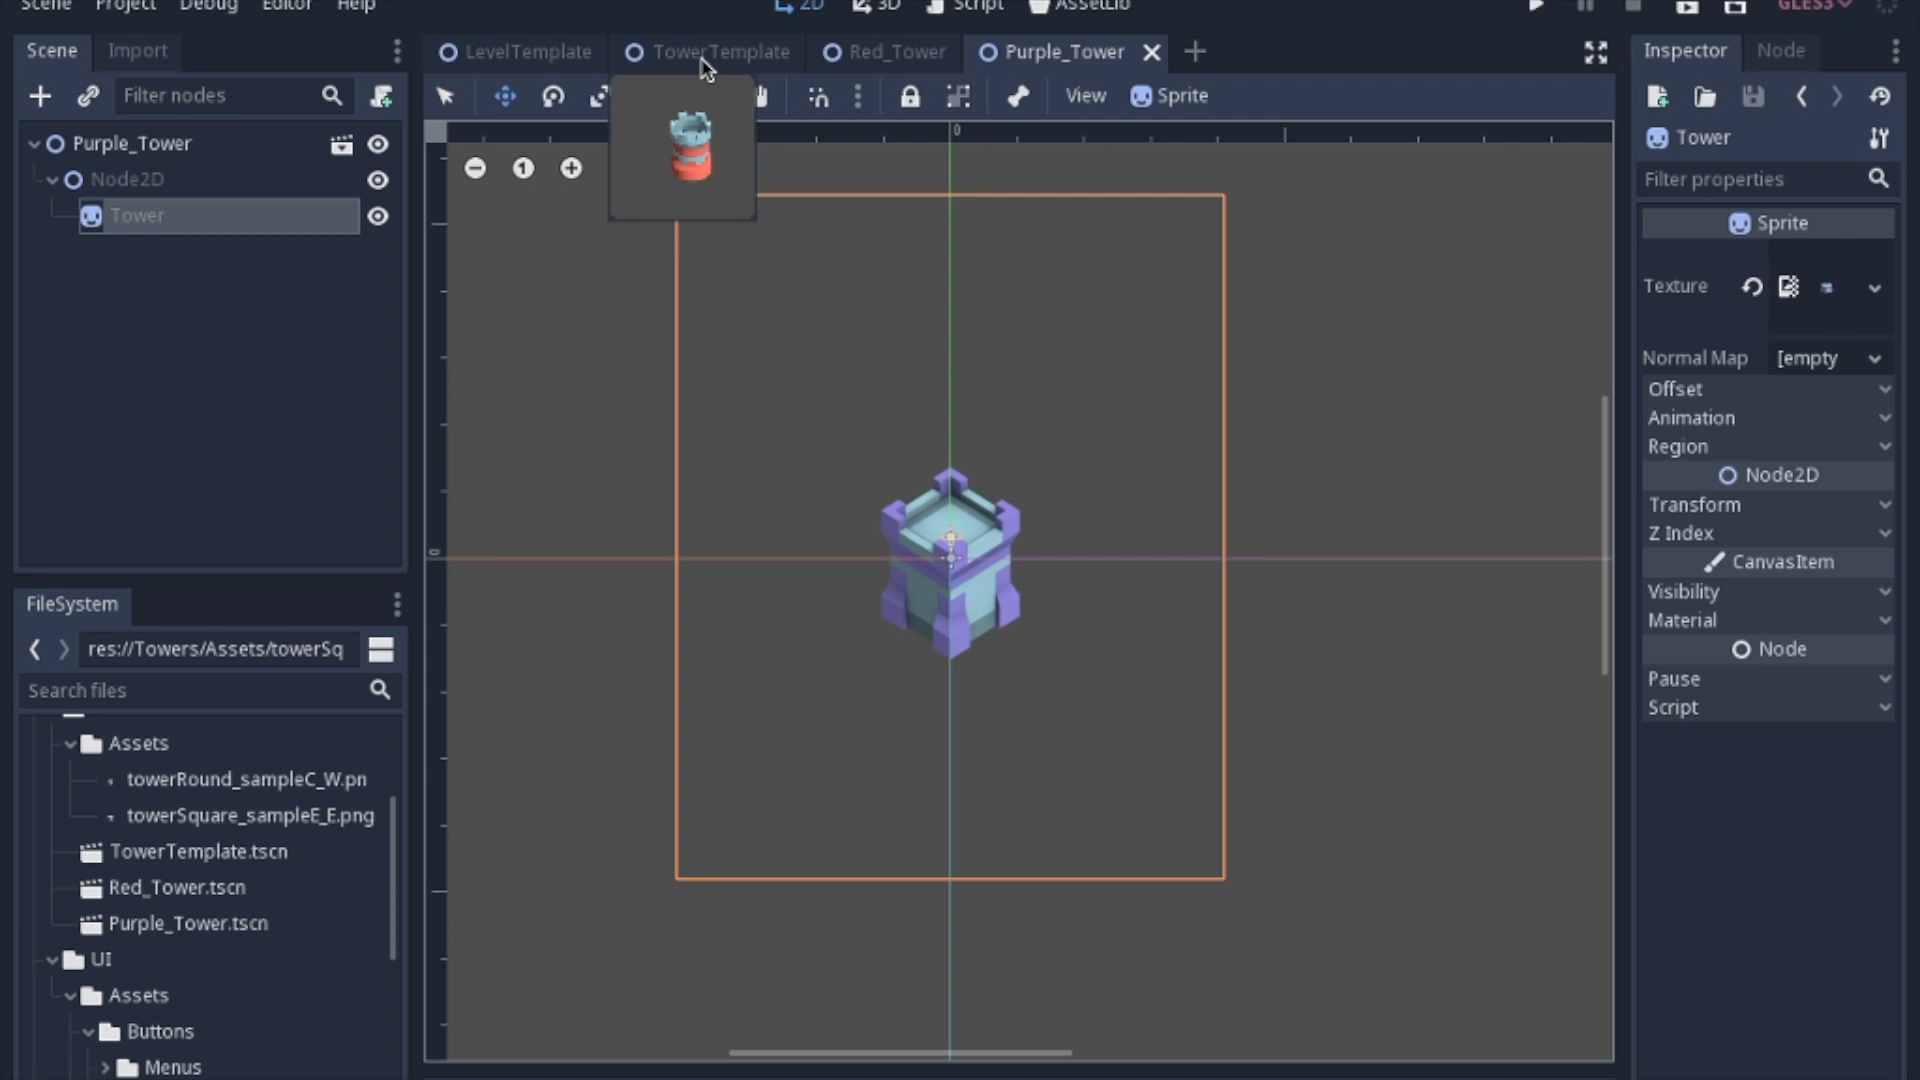 Scene Project Debug Editor Help
2D 3D Script AssetLib
GLES3
Scene Import
LevelTemplate TowerTemplate Red_Tower Purple_Tower
Inspector Node
Filter nodes
View Sprite
Purple_Tower
Node2D
Tower
0
0
1
Tower
Filter properties
Sprite
Texture
Normal Map [empty
Offset
Animation
Region
Node2D
Transform
Z Index
CanvasItem
Visibility
Material
Node
Pause
Script
FileSystem
res://Towers/Assets/towerSq
Search files
Assets
towerRound_sampleC_W.pn
towerSquare_sampleE_E.png
TowerTemplate.tscn
Red_Tower.tscn
Purple_Tower.tscn
UI
Assets
Buttons
Menus